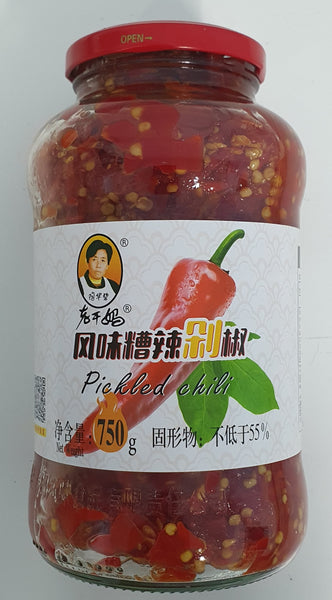 OPEN→
®
陶华碧
老干妈®
风味糟辣剁椒
Pickled chili
净含量: 750g
固形物: 不低于55%